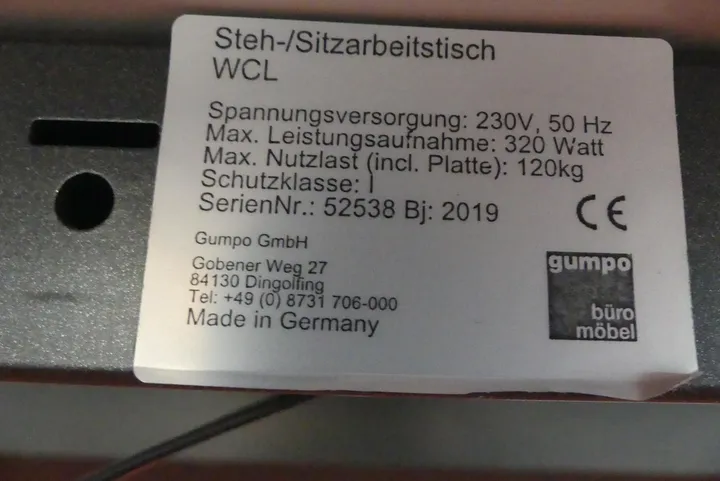 Steh-/Sitzarbeitstisch
WCL
Spannungsversorgung: 230V, 50 Hz
Max. Leistungsaufnahme: 320 Watt
Max. Nutzlast (incl. Platte): 120kg
Schutzklasse: I
SerienNr.: 52538 Bj: 2019
CE
Gumpo GmbH
Gobener Weg 27
84130 Dingolfing
Tel: +49 (0) 8731 706-000
Made in Germany
gumpo
büro
möbel